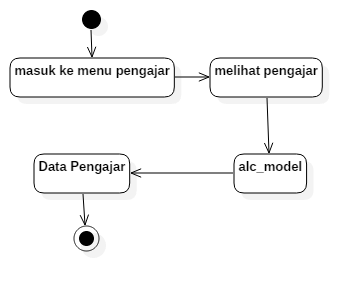 masuk ke menu pengajar
melihat pengajar
alc_model
Data Pengajar